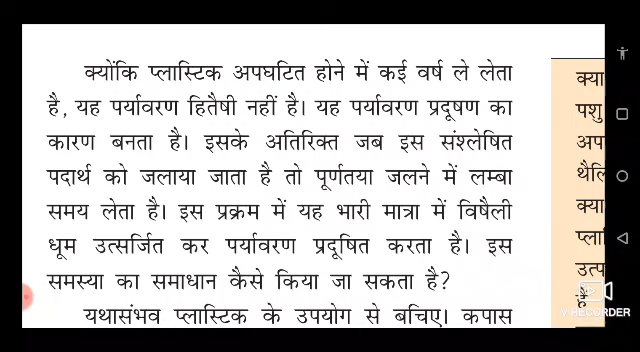 क्योंकि प्लास्टिक अपघटित होने में कई वर्ष ले लेता
है, यह पर्यावरण हितैषी नहीं है। यह पर्यावरण प्रदूषण का
कारण बनता है। इसके अतिरिक्त जब इस संश्लेषित
पदार्थ को जलाया जाता है तो पूर्णतया जलने में लम्बा
समय लेता है। इस प्रक्रम में यह भारी मात्रा में विषैली
धूम उत्सर्जित कर पर्यावरण प्रदूषित करता है। इस
समस्या का समाधान कैसे किया जा सकता है?
यथासंभव प्लास्टिक के उपयोग से बचिए। कपास
क्या
पशु
अप
थैलि
क्या
प्ला
उत्प
है
V RECORDER